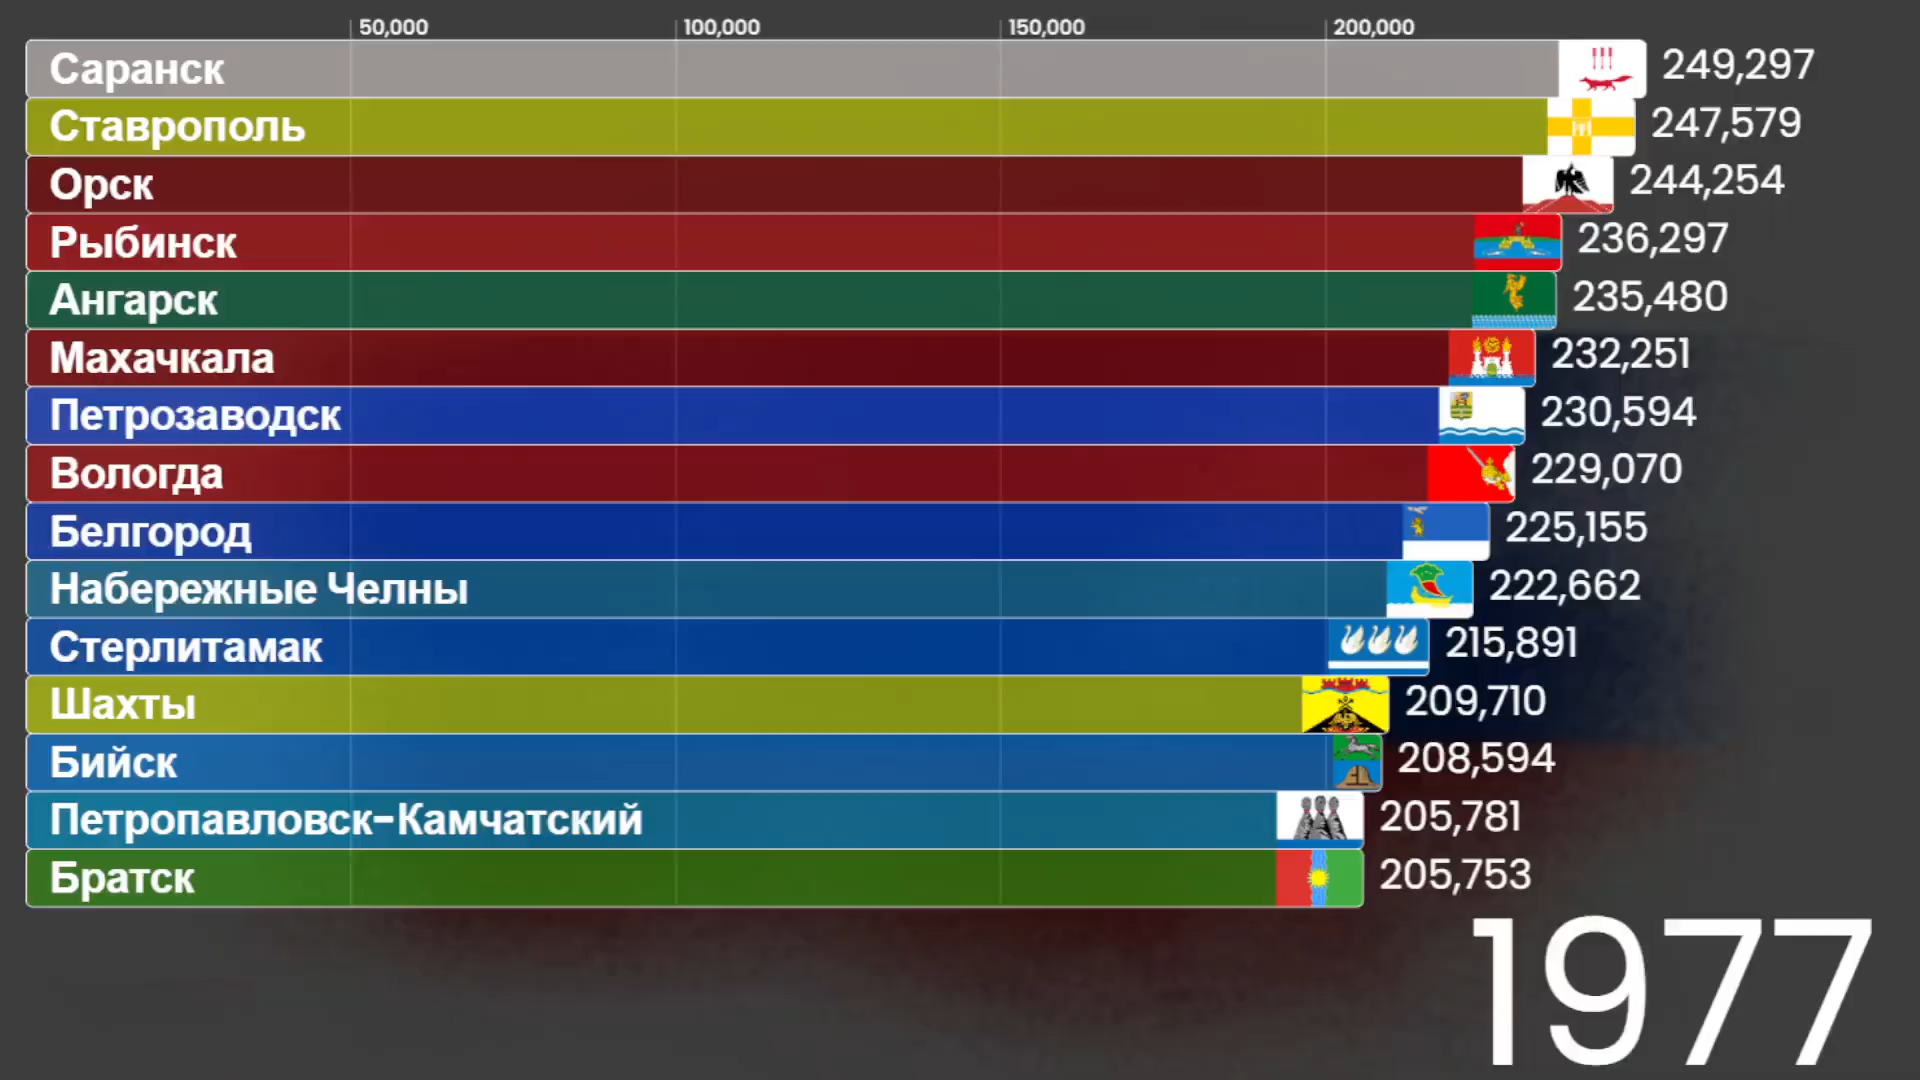 50,000 100,000 150,000 200,000
Саранск 249,297
Ставрополь 247,579
Орск 244,254
Рыбинск 236,297
Ангарск 235,480
Махачкала 232,251
Петрозаводск 230,594
Вологда 229,070
Белгород 225,155
Набережные Челны 222,662
Стерлитамак 215,891
Шахты 209,710
Бийск 208,594
Петропавловск-Камчатский 205,781
Братск 205,753
1977